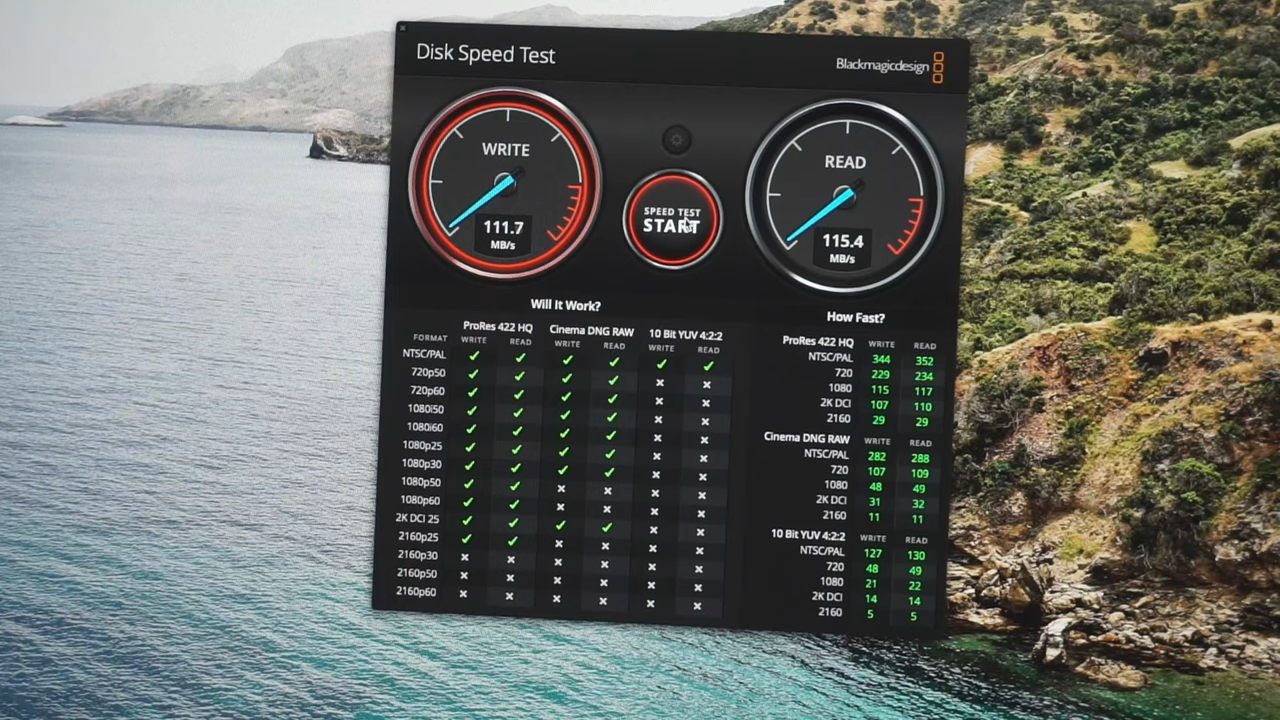 Disk Speed Test
Blackmagicdesign
WRITE
111.7
MB/s
SPEED TEST
START
READ
115.4
MB/s
Will It Work?
ProRes 422 HQ Cinema DNG RAW 10 Bit YUV 4:2:2
FORMAT WRITE READ WRITE READ WRITE READ
NTSC/PAL ✓ ✓ ✓ ✓ ✓ ✓
720p50 ✓ ✓ ✓ ✓ × ×
720p60 ✓ ✓ ✓ ✓ × ×
1080i50 ✓ ✓ ✓ ✓ × ×
1080i60 ✓ ✓ ✓ ✓ × ×
1080p25 ✓ ✓ ✓ ✓ × ×
1080p30 ✓ ✓ ✓ ✓ × ×
1080p50 ✓ ✓ × × × ×
1080p60 ✓ ✓ × × × ×
2K DCI 25 ✓ ✓ ✓ ✓ × ×
2160p25 ✓ ✓ × × × ×
2160p30 × × × × × ×
2160p50 × × × × × ×
2160p60 × × × × × ×
How Fast?
ProRes 422 HQ WRITE READ
NTSC/PAL 344 352
720 229 234
1080 115 117
2K DCI 107 110
2160 29 29
Cinema DNG RAW WRITE READ
NTSC/PAL 282 288
720 107 109
1080 48 49
2K DCI 31 32
2160 11 11
10 Bit YUV 4:2:2 WRITE READ
NTSC/PAL 127 130
720 48 49
1080 21 22
2K DCI 14 14
2160 5 5